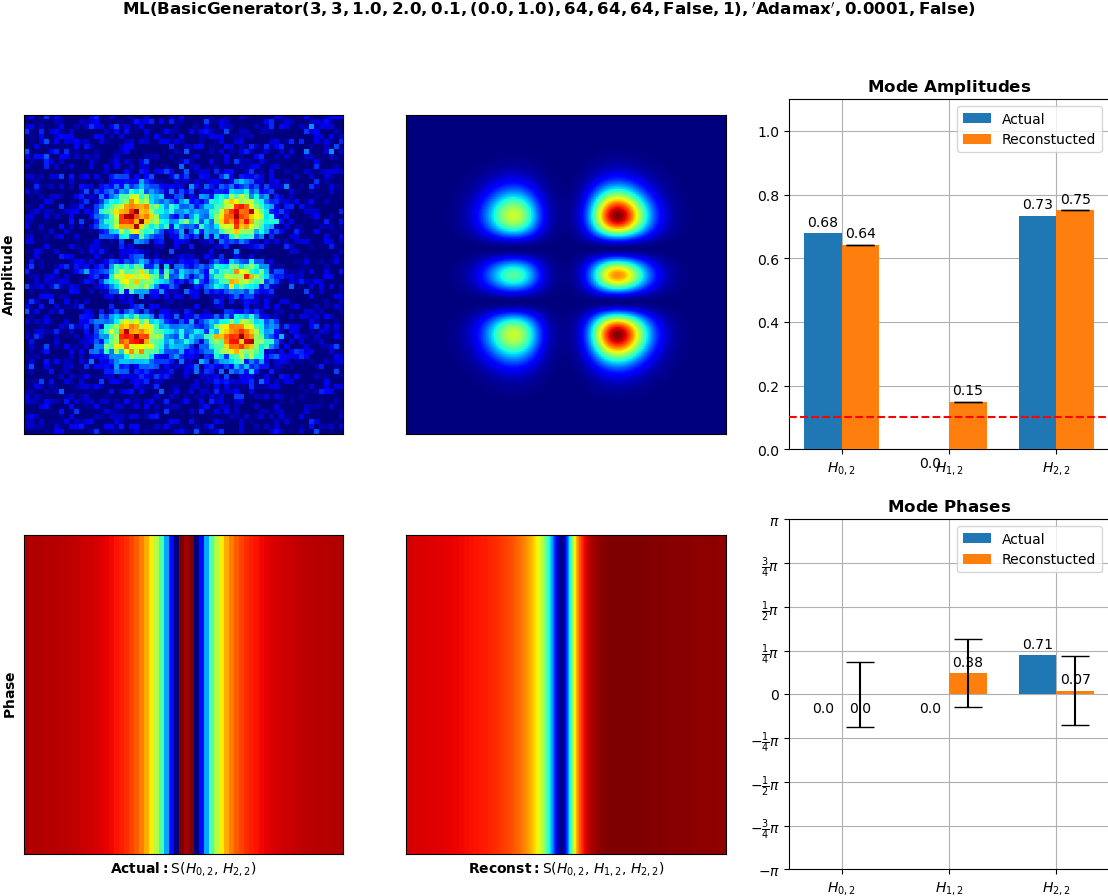 ML(BasicGenerator(3, 3, 1.0, 2.0, 0.1, (0.0, 1.0), 64, 64, 64, False, 1), 'Adamax', 0.0001, False)
Amplitude
Mode Amplitudes
Actual
Reconstucted
1.0
0.8
0.6
0.4
0.2
0.0
0.68
0.64
0.0
0.15
0.73
0.75
H0,2
H1,2
H2,2
Phase
Actual: S(H0,2, H2,2)
Reconst: S(H0,2, H1,2, H2,2)
Mode Phases
Actual
Reconstucted
π
3/4π
1/2π
1/4π
0
−1/4π
−1/2π
−3/4π
−π
0.0
0.0
0.0
0.38
0.71
0.07
H0,2
H1,2
H2,2